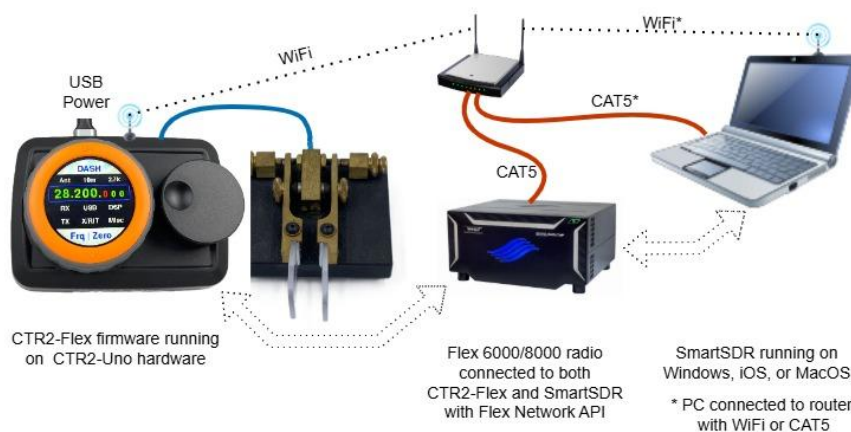 WiFi
WiFi*
USB
Power
CAT5*
CAT5
DASH
Ant 10m 2.7K
28.200.000
RX USB DSP
TX X/RIT
Frq | Zero
CTR2-Flex firmware running
on CTR2-Uno hardware
Flex 6000/8000 radio
connected to both
CTR2-Flex and SmartSDR
with Flex Network API
SmartSDR running on
Windows, iOS, or MacOS
* PC connected to router
with WiFi or CAT5